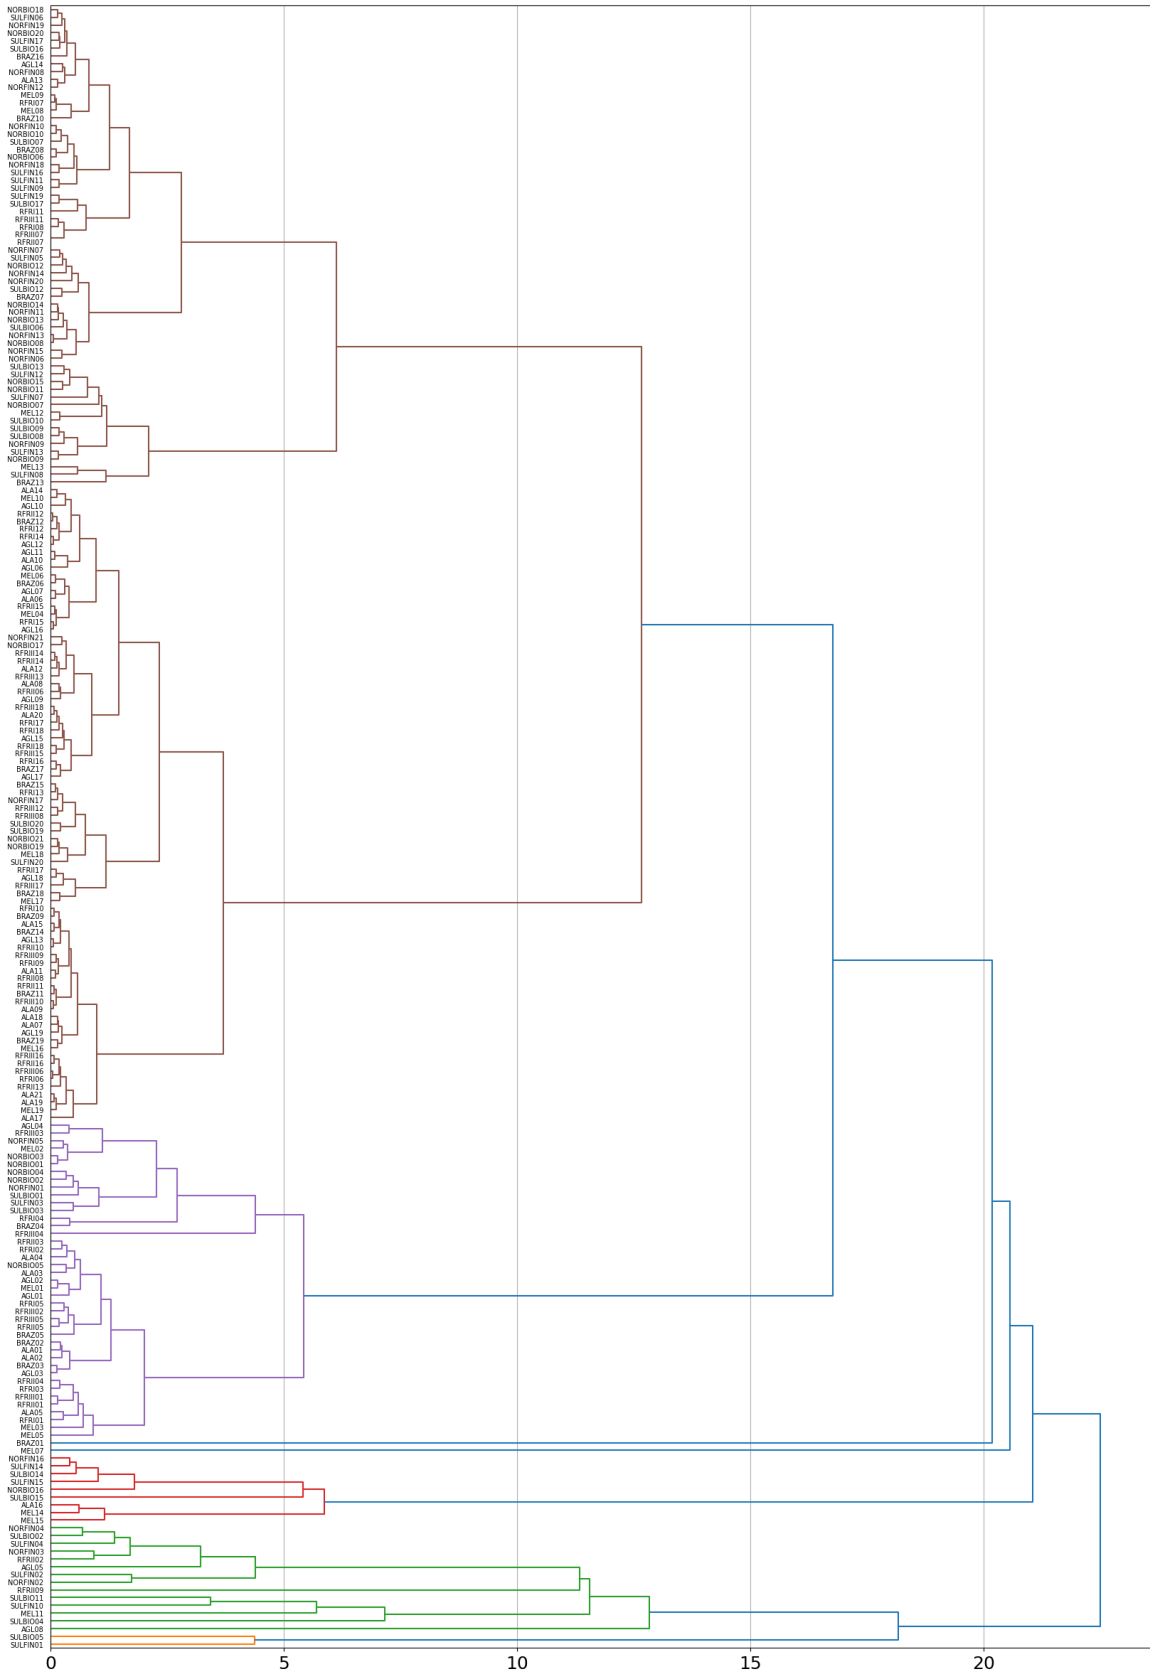 NORBIO18
SULFIN06
NORFIN19
NORBIO20
SULFIN17
SULBIO16
BRAZ16
AGL14
NORFIN08
ALA13
NORFIN12
MEL09
RFRI07
MEL08
BRAZ10
NORFIN10
NORBIO10
SULBIO07
BRAZ08
NORBIO06
NORFIN18
SULFIN16
SULFIN11
SULFIN09
SULFIN19
SULBIO17
RFRI11
RFRIII11
RFRI08
RFRIII07
RFRII07
NORFIN07
SULFIN05
NORBIO12
NORFIN14
NORFIN20
SULBIO12
BRAZ07
NORBIO14
NORFIN11
NORBIO13
SULBIO06
NORFIN13
NORBIO08
NORFIN15
NORFIN06
SULBIO13
SULFIN12
NORBIO15
NORBIO11
SULFIN07
NORBIO07
MEL12
SULBIO10
SULBIO09
SULBIO08
NORFIN09
SULFIN13
NORBIO09
MEL13
SULFIN08
BRAZ13
ALA14
MEL10
AGL10
RFRII12
BRAZ12
RFRI12
RFRI14
AGL12
AGL11
ALA10
AGL06
MEL06
BRAZ06
AGL07
ALA06
RFRII15
MEL04
RFRI15
AGL16
NORFIN21
NORBIO17
RFRIII14
RFRII14
ALA12
RFRIII13
ALA08
RFRII06
AGL09
RFRIII18
ALA20
RFRI17
RFRI18
AGL15
RFRII18
RFRIII15
RFRI16
BRAZ17
AGL17
BRAZ15
RFRI13
NORFIN17
RFRIII12
RFRIII08
SULBIO20
SULBIO19
NORBIO21
NORBIO19
MEL18
SULFIN20
RFRII17
AGL18
RFRIII17
BRAZ18
MEL17
RFRI10
BRAZ09
ALA15
BRAZ14
AGL13
RFRII10
RFRIII09
RFRI09
ALA11
RFRII08
RFRII11
BRAZ11
RFRIII10
ALA09
ALA18
ALA07
AGL19
BRAZ19
MEL16
RFRIII16
RFRII16
RFRIII06
RFRI06
RFRII13
ALA21
ALA19
MEL19
ALA17
AGL04
RFRIII03
NORFIN05
MEL02
NORBIO03
NORBIO01
NORBIO04
NORBIO02
NORFIN01
SULBIO01
SULFIN03
SULBIO03
RFRI04
BRAZ04
RFRIII04
RFRII03
RFRI02
ALA04
NORBIO05
ALA03
AGL02
MEL01
AGL01
RFRI05
RFRIII02
RFRIII05
RFRII05
BRAZ05
BRAZ02
ALA01
ALA02
BRAZ03
AGL03
RFRII04
RFRI03
RFRIII01
RFRII01
ALA05
RFRI01
MEL03
MEL05
BRAZ01
MEL07
NORFIN16
SULFIN14
SULBIO14
SULFIN15
NORBIO16
SULBIO15
ALA16
MEL14
MEL15
NORFIN04
SULBIO02
SULFIN04
NORFIN03
RFRII02
AGL05
SULFIN02
NORFIN02
RFRII09
SULBIO11
SULFIN10
MEL11
SULBIO04
AGL08
SULBIO05
SULFIN01
0 5 10 15 20